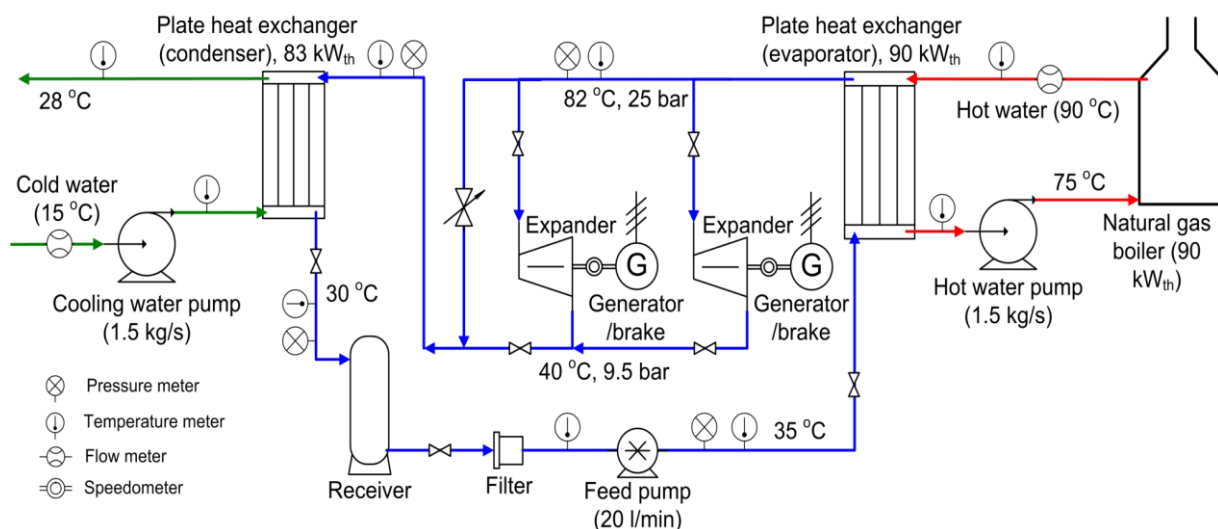 Plate heat exchanger
(condenser), 83 kWth
Plate heat exchanger
(evaporator), 90 kWth
28 °C
82 °C, 25 bar
Hot water (90 °C)
Cold water
(15 °C)
75 °C
Expander
Expander
G
G
Natural gas
boiler (90
kWth)
Cooling water pump
(1.5 kg/s)
30 °C
Generator
/brake
Generator
/brake
Hot water pump
(1.5 kg/s)
40 °C, 9.5 bar
Pressure meter
Temperature meter
Flow meter
Speedometer
35 °C
Receiver
Filter
Feed pump
(20 l/min)